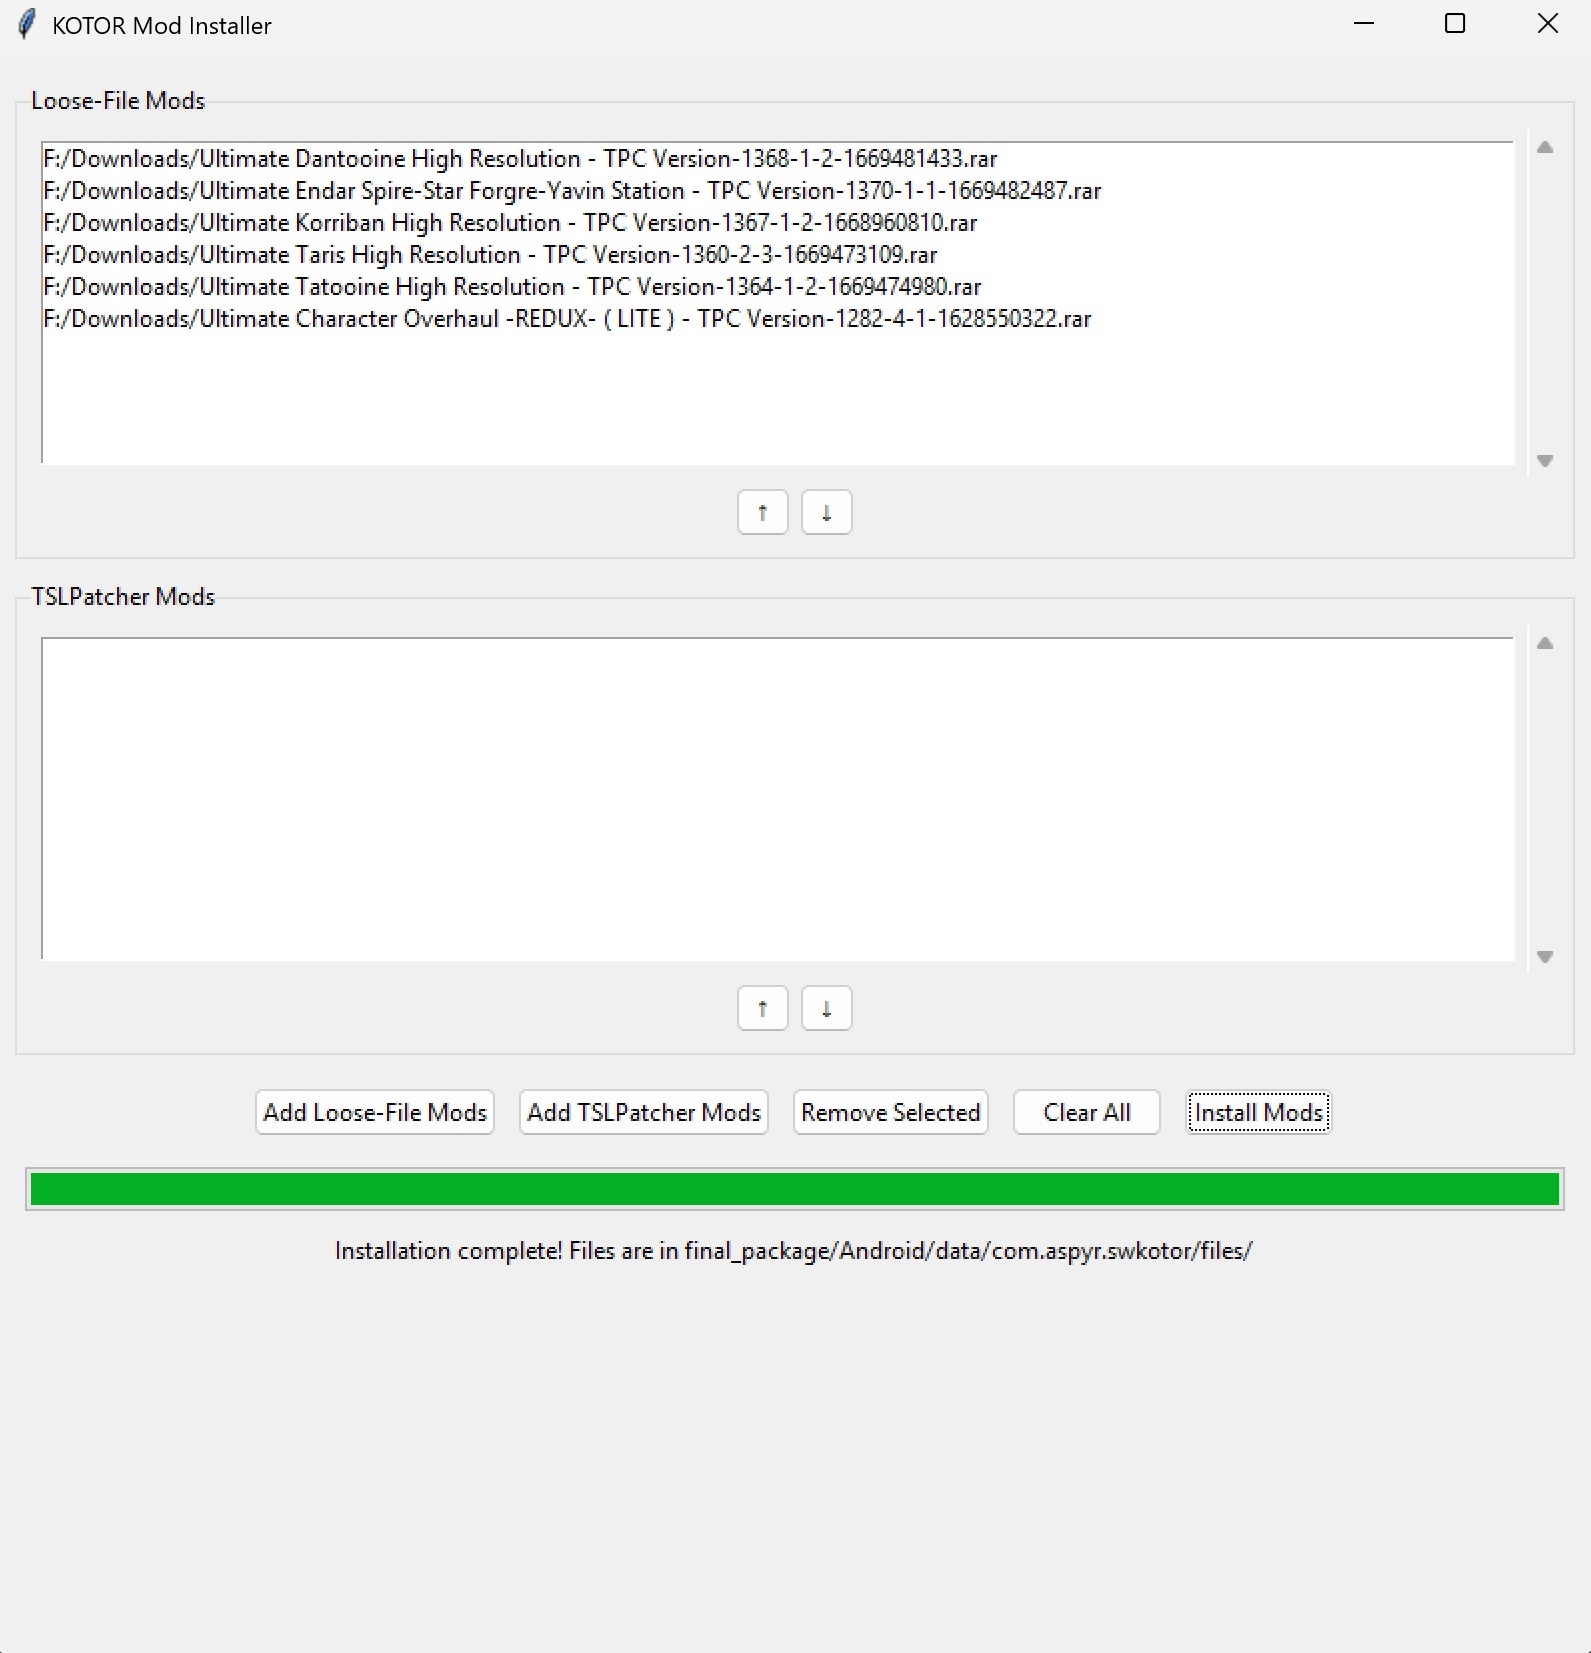 KOTOR Mod Installer
Loose-File Mods
F:/Downloads/Ultimate Dantooine High Resolution - TPC Version-1368-1-2-1669481433.rar
F:/Downloads/Ultimate Endar Spire-Star Forgre-Yavin Station - TPC Version-1370-1-1-1669482487.rar
F:/Downloads/Ultimate Korriban High Resolution - TPC Version-1367-1-2-1668960810.rar
F:/Downloads/Ultimate Taris High Resolution - TPC Version-1360-2-3-1669473109.rar
F:/Downloads/Ultimate Tatooine High Resolution - TPC Version-1364-1-2-1669474980.rar
F:/Downloads/Ultimate Character Overhaul -REDUX- ( LITE ) - TPC Version-1282-4-1-1628550322.rar
↑ ↓
TSLPatcher Mods
↑ ↓
Add Loose-File Mods Add TSLPatcher Mods Remove Selected Clear All Install Mods
Installation complete! Files are in final_package/Android/data/com.aspyr.swkotor/files/